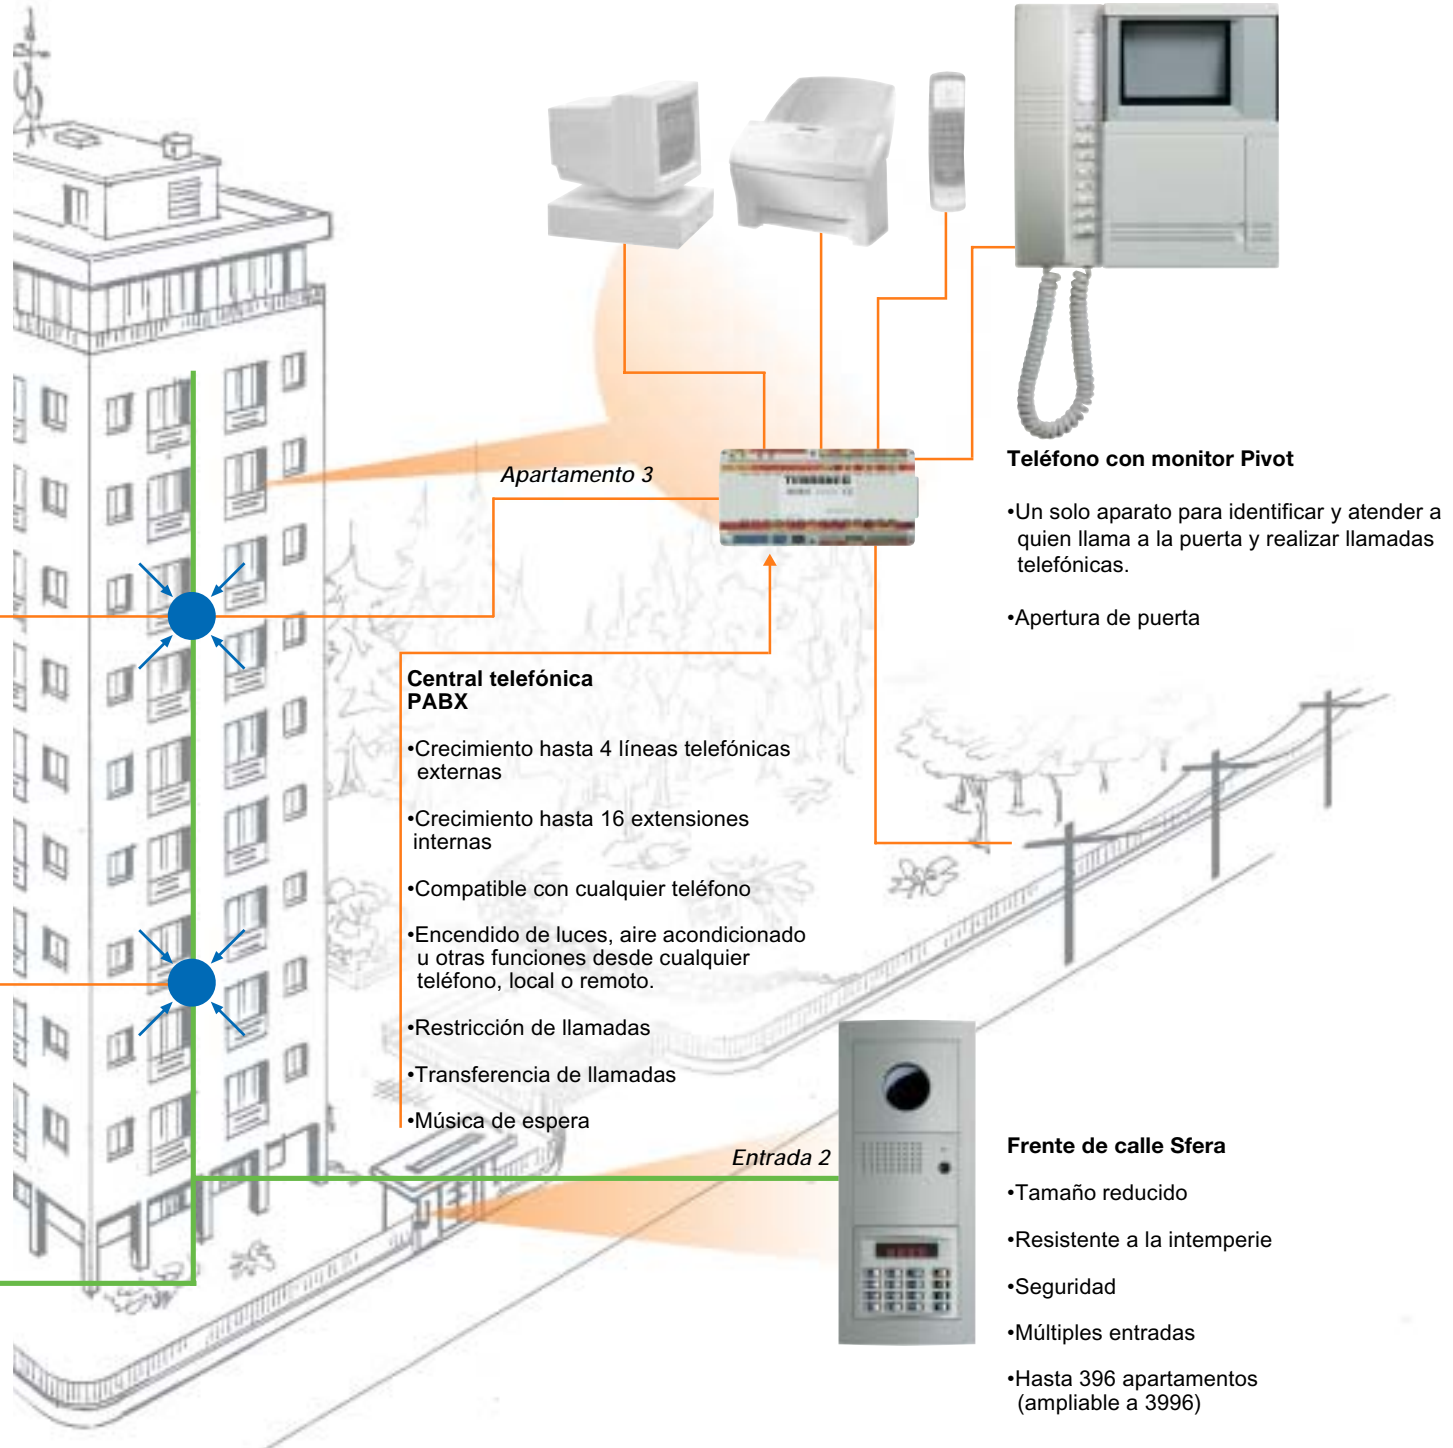 Apartamento 3
Teléfono con monitor Pivot
•Un solo aparato para identificar y atender a
quien llama a la puerta y realizar llamadas
telefónicas.
•Apertura de puerta
Central telefónica
PABX
•Crecimiento hasta 4 líneas telefónicas
externas
•Crecimiento hasta 16 extensiones
internas
•Compatible con cualquier teléfono
•Encendido de luces, aire acondicionado
u otras funciones desde cualquier
teléfono, local o remoto.
•Restricción de llamadas
•Transferencia de llamadas
•Música de espera
Entrada 2
Frente de calle Sfera
•Tamaño reducido
•Resistente a la intemperie
•Seguridad
•Múltiples entradas
•Hasta 396 apartamentos
(ampliable a 3996)